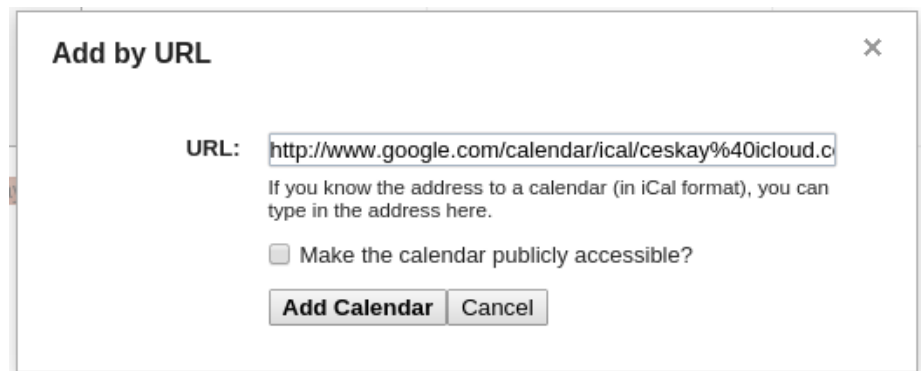 Add by URL
URL: http://www.google.com/calendar/ical/ceskay%40icloud.c
If you know the address to a calendar (in iCal format), you can
type in the address here.
Make the calendar publicly accessible?
Add Calendar Cancel